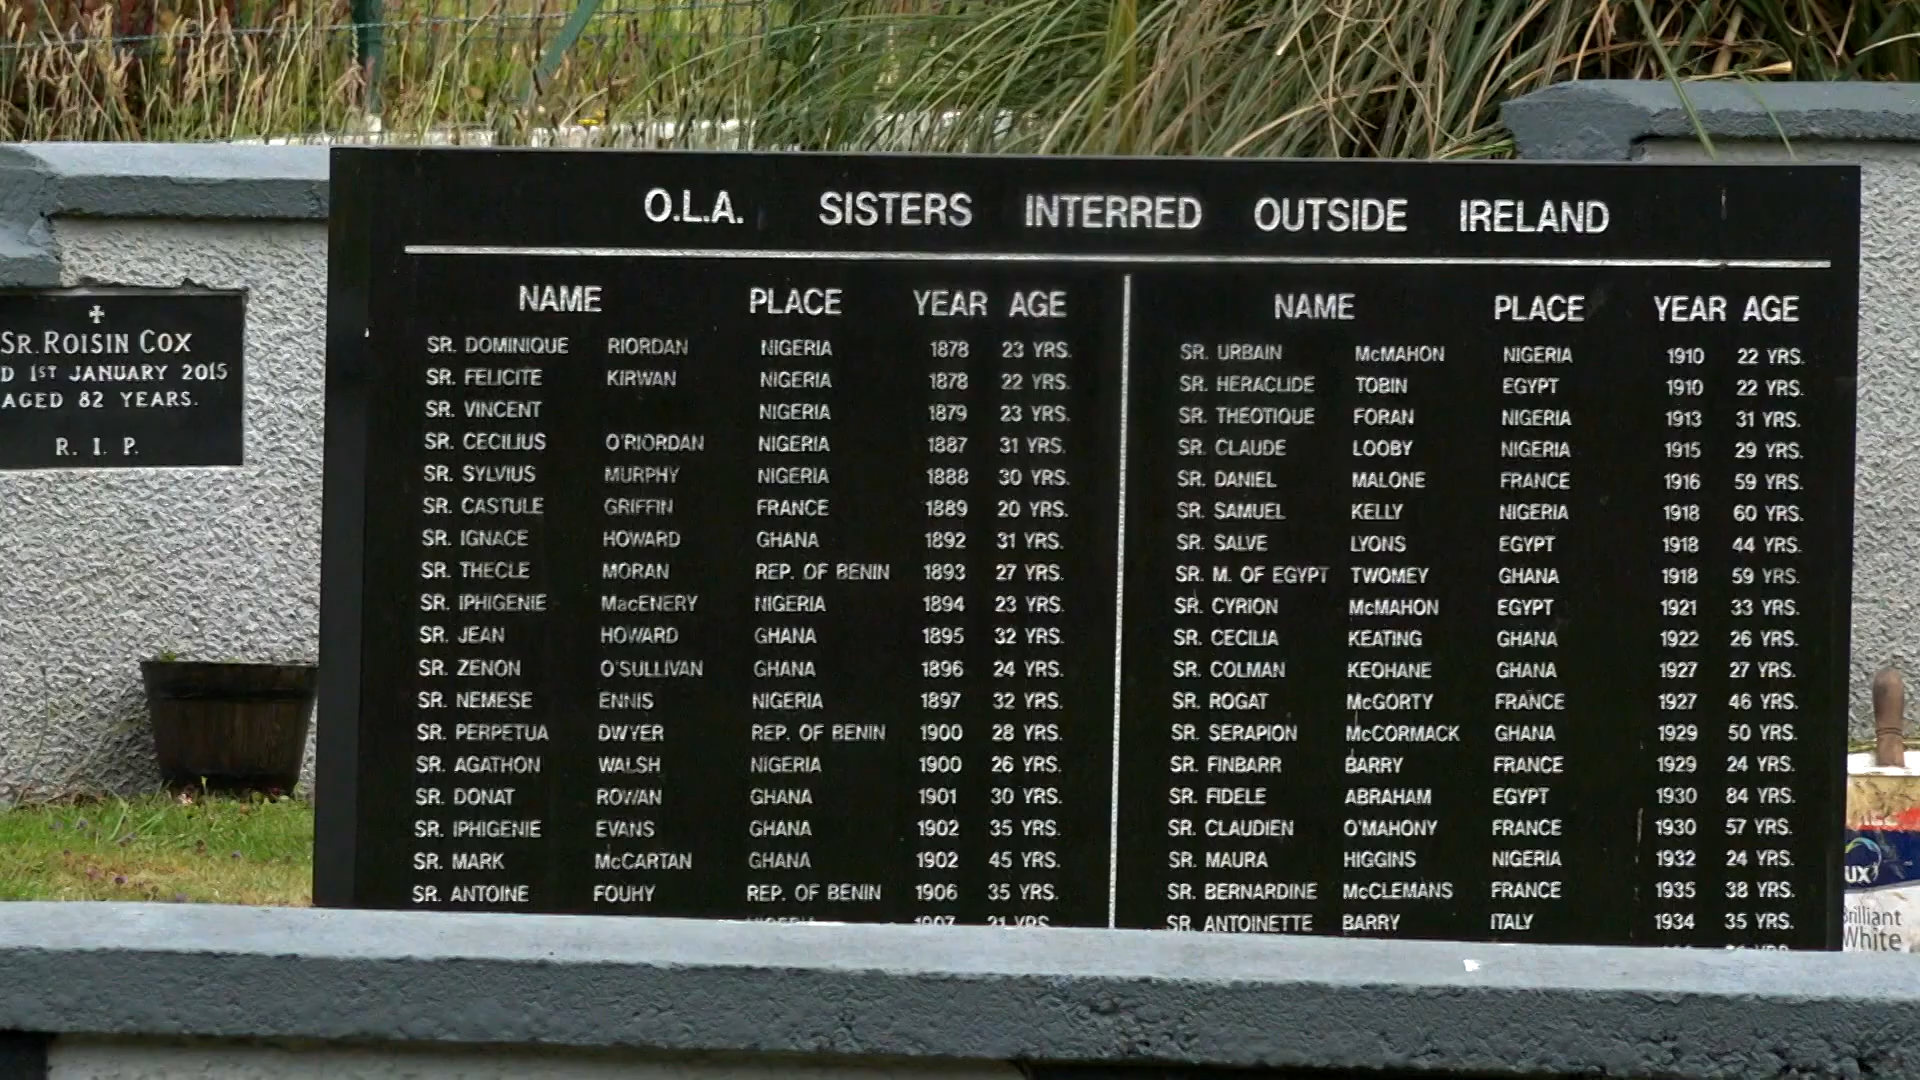 O.L.A. SISTERS INTERRED OUTSIDE IRELAND
NAME PLACE YEAR AGE
SR. DOMINIQUE RIORDAN NIGERIA 1878 23 YRS.
SR. FELICITE KIRWAN NIGERIA 1878 22 YRS.
SR. VINCENT NIGERIA 1879 23 YRS.
SR. CECILIUS O'RIORDAN NIGERIA 1887 31 YRS.
SR. SYLVIUS MURPHY NIGERIA 1888 30 YRS.
SR. CASTULE GRIFFIN FRANCE 1889 20 YRS.
SR. IGNACE HOWARD GHANA 1892 31 YRS.
SR. THECLE MORAN REP. OF BENIN 1893 27 YRS.
SR. IPHIGENIE MacENERY NIGERIA 1894 23 YRS.
SR. JEAN HOWARD GHANA 1895 32 YRS.
SR. ZENON O'SULLIVAN GHANA 1896 24 YRS.
SR. NEMESE ENNIS NIGERIA 1897 32 YRS.
SR. PERPETUA DWYER REP. OF BENIN 1900 28 YRS.
SR. AGATHON WALSH NIGERIA 1900 26 YRS.
SR. DONAT ROWAN GHANA 1901 30 YRS.
SR. IPHIGENIE EVANS GHANA 1902 35 YRS.
SR. MARK McCARTAN GHANA 1902 45 YRS.
SR. ANTOINE FOUHY REP. OF BENIN 1906 35 YRS.
NIGERIA 1907 21 YRS.
NAME PLACE YEAR AGE
SR. URBAIN McMAHON NIGERIA 1910 22 YRS.
SR. HERACLIDE TOBIN EGYPT 1910 22 YRS.
SR. THEOTIQUE FORAN NIGERIA 1913 31 YRS.
SR. CLAUDE LOOBY NIGERIA 1915 29 YRS.
SR. DANIEL MALONE FRANCE 1916 59 YRS.
SR. SAMUEL KELLY NIGERIA 1918 60 YRS.
SR. SALVE LYONS EGYPT 1918 44 YRS.
SR. M. OF EGYPT TWOMEY GHANA 1918 59 YRS.
SR. CYRION McMAHON EGYPT 1921 33 YRS.
SR. CECILIA KEATING GHANA 1922 26 YRS.
SR. COLMAN KEOHANE GHANA 1927 27 YRS.
SR. ROGAT McGORTY FRANCE 1927 46 YRS.
SR. SERAPION McCORMACK GHANA 1929 50 YRS.
SR. FINBARR BARRY FRANCE 1929 24 YRS.
SR. FIDELE ABRAHAM EGYPT 1930 84 YRS.
SR. CLAUDIEN O'MAHONY FRANCE 1930 57 YRS.
SR. MAURA HIGGINS NIGERIA 1932 24 YRS.
SR. BERNARDINE McCLEMANS FRANCE 1935 38 YRS.
SR. ANTOINETTE BARRY ITALY 1934 35 YRS.
SR. ROISIN COX
D 1ST JANUARY 2015
AGED 82 YEARS.
R. I. P.
UX
Brilliant
White